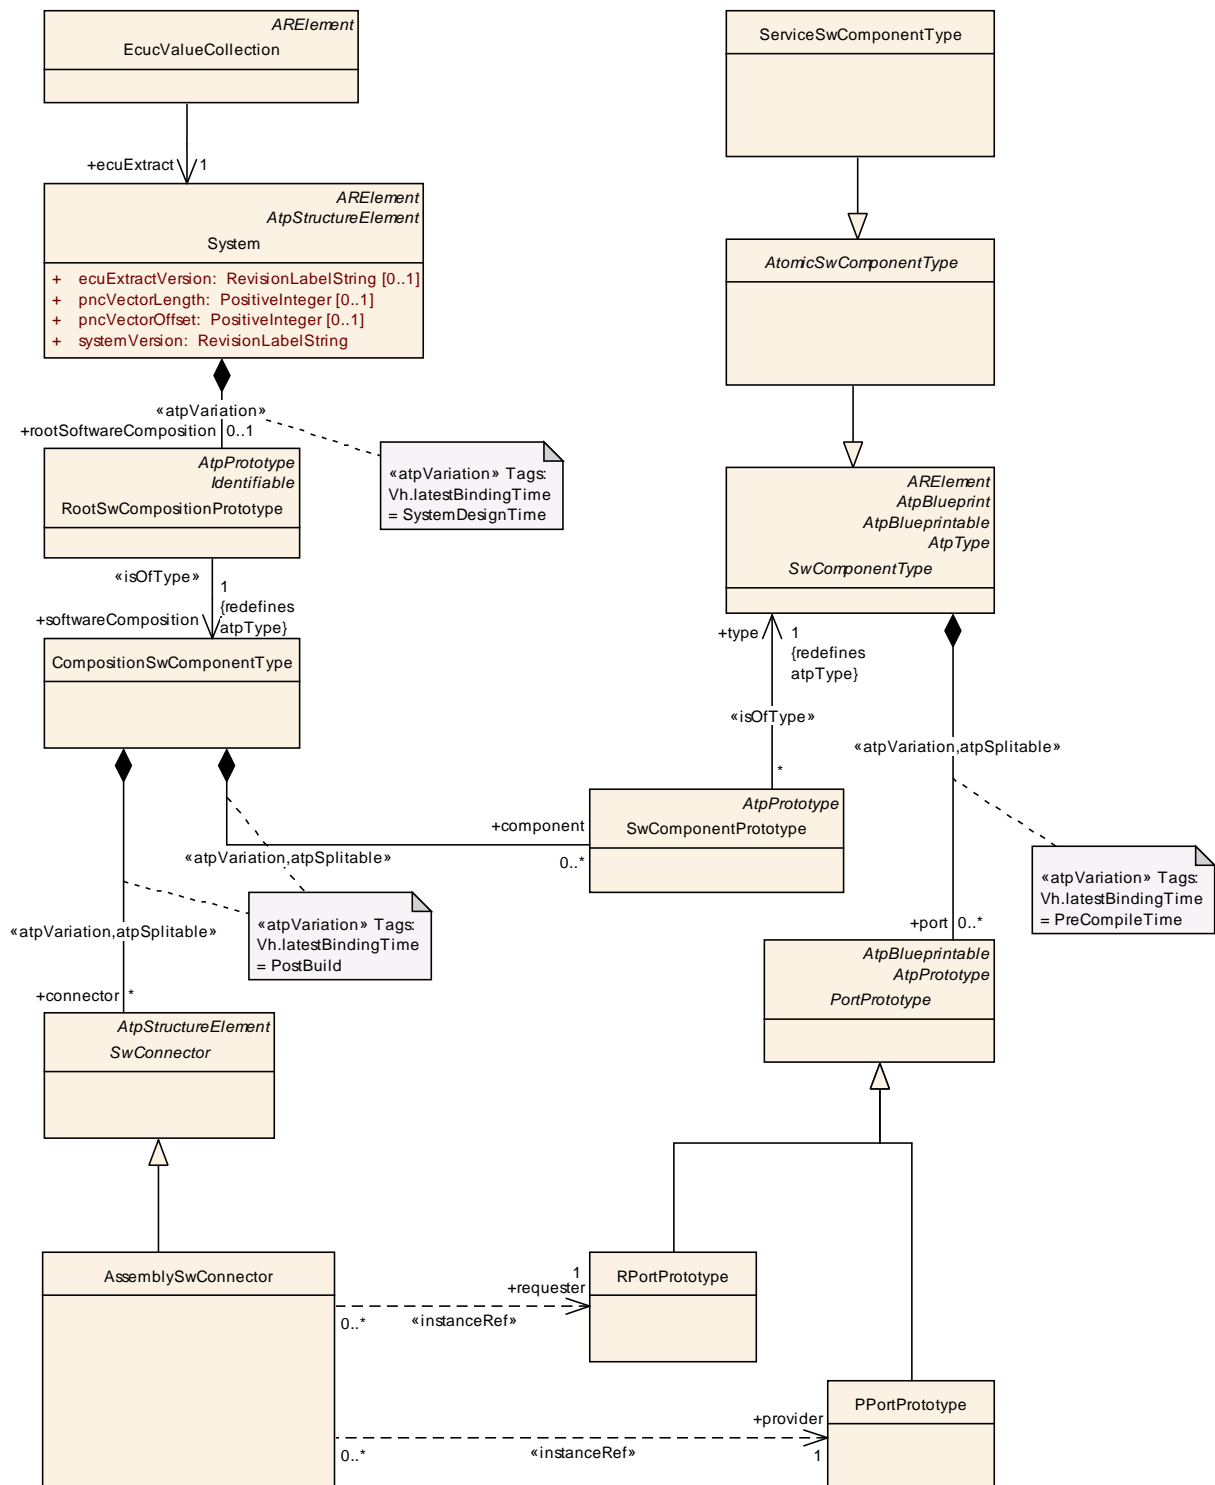 ARElement
EcucValueCollection
ServiceSwComponentType
+ecuExtract
1
ARElement
AtpStructureElement
System
+ ecuExtractVersion: RevisionLabelString [0..1]
+ pncVectorLength: PositiveInteger [0..1]
+ pncVectorOffset: PositiveInteger [0..1]
+ systemVersion: RevisionLabelString
AtomicSwComponentType
«atpVariation»
+rootSoftwareComposition
0..1
«atpVariation» Tags:
Vh.latestBindingTime
= SystemDesignTime
AtpPrototype
Identifiable
RootSwCompositionPrototype
ARElement
AtpBlueprint
AtpBlueprintable
AtpType
SwComponentType
«isOfType»
1
{redefines
atpType}
+softwareComposition
CompositionSwComponentType
+type
1
{redefines
atpType}
«isOfType»
*
«atpVariation,atpSplitable»
AtpPrototype
SwComponentPrototype
+component
0..*
«atpVariation,atpSplitable»
«atpVariation» Tags:
Vh.latestBindingTime
= PreCompileTime
«atpVariation,atpSplitable»
«atpVariation» Tags:
Vh.latestBindingTime
= PostBuild
+port
0..*
AtpBlueprintable
AtpPrototype
PortPrototype
+connector
*
AtpStructureElement
SwConnector
AssemblySwConnector
1
+requester
0..*
«instanceRef»
RPortPrototype
+provider
0..*
«instanceRef»
1
PPortPrototype